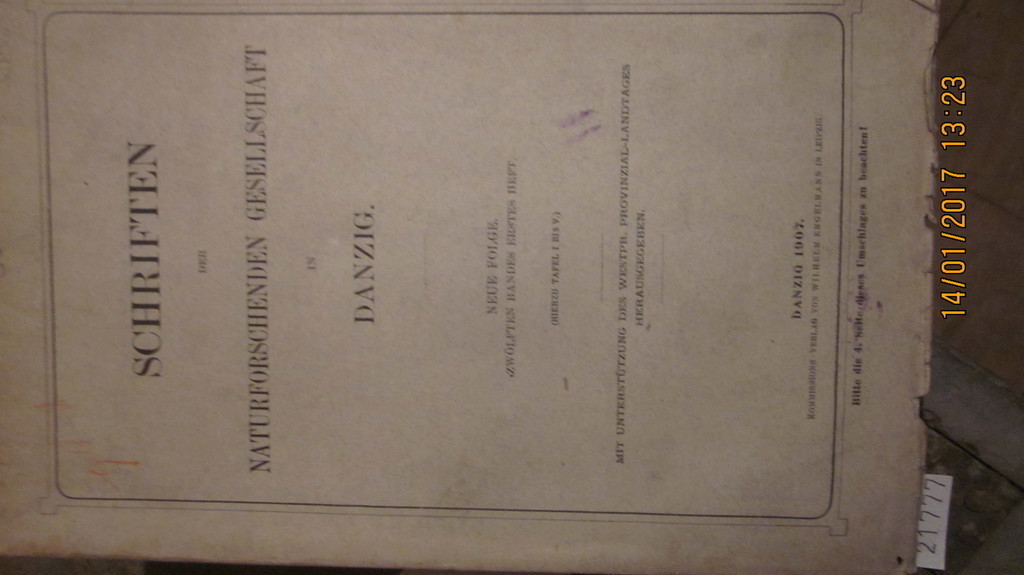 SCHRIFTEN
DER
NATURFORSCHENDEN GESELLSCHAFT
IN
DANZIG.
NEUE FOLGE.
ZWÖLFTEN BANDES ERSTES HEFT.
(HIERZU TAFEL I BIS V.)
MIT UNTERSTÜTZUNG DES WESTPR. PROVINZIAL-LANDTAGES
HERAUSGEGEBEN.
DANZIG 1907.
KOMMISSIONS-VERLAG VON WILHELM ENGELMANN IN LEIPZIG.
Bitte die 4. Seite dieses Umschlages zu beachten!
217777
14/01/2017 13:23